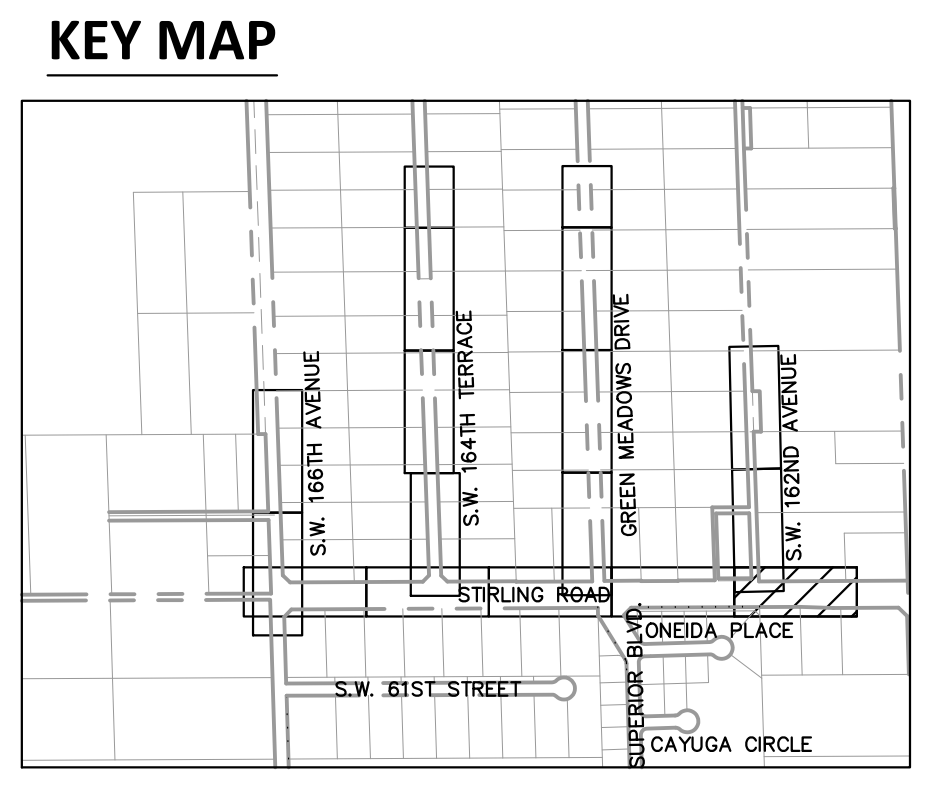 KEY MAP
S.W. 166TH AVENUE
S.W. 164TH TERRACE
GREEN MEADOWS DRIVE
S.W. 162ND AVENUE
STIRLING ROAD
ONEIDA PLACE
SUPERIOR BLVD.
S.W. 61ST STREET
CAYUGA CIRCLE